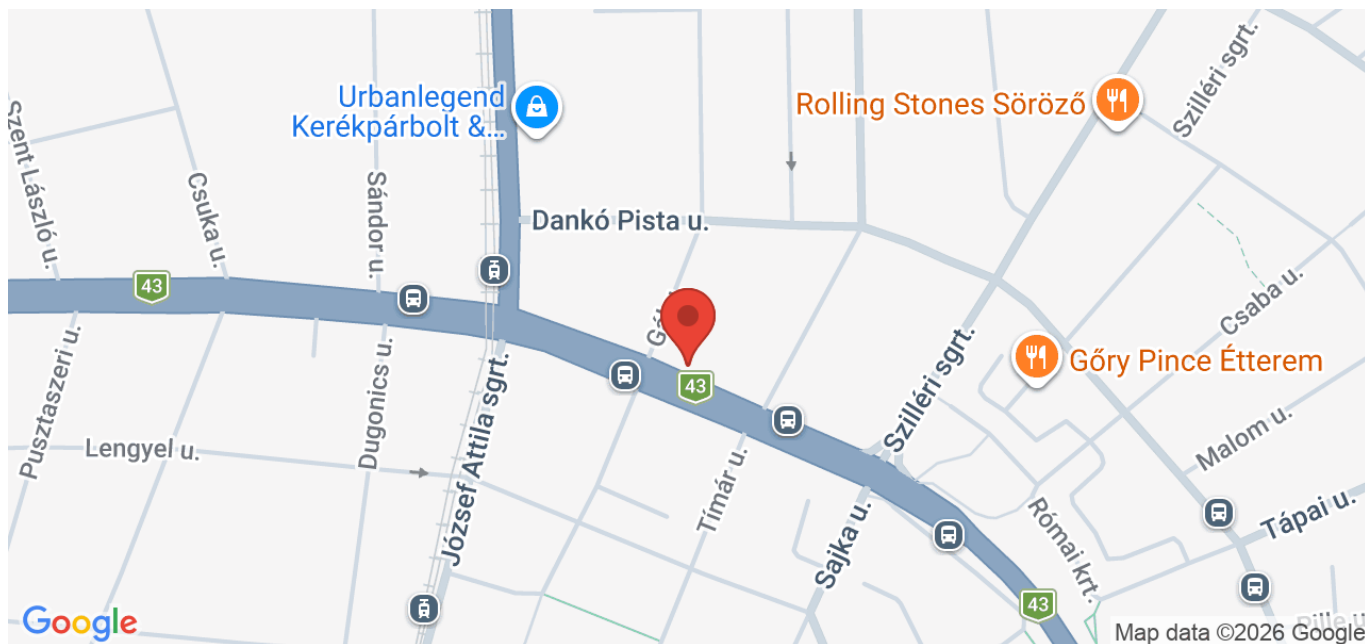 Urbanlegend
Kerékpárbolt &...
Rolling Stones Söröző
Szilléri sgrt.
Szent László u.
Csuka u.
Sándor u.
Dankó Pista u.
43
Csaba u.
43
Szilléri sgrt.
Gőry Pince Étterem
Pusztaszeri u.
Dugonics u.
József Attila sgrt.
Lengyel u.
Malom u.
Tímár u.
Tápai u.
Sajka u.
Római krt.
43
Google
Map data ©2026 Google